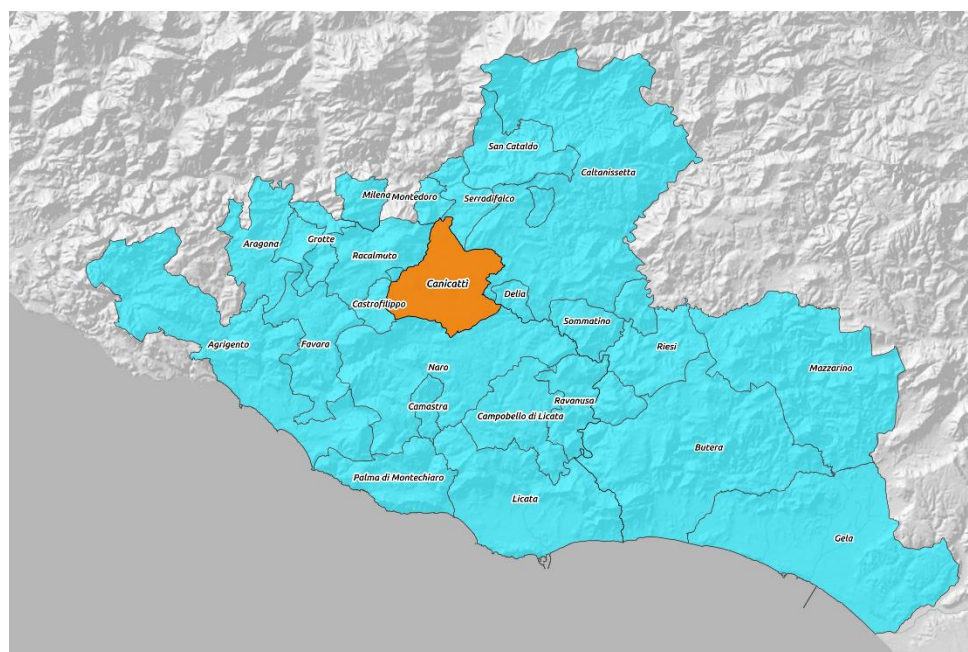 San Cataldo
Caltanissetta
Milena
Montedoro
Serradifalco
Aragona
Grotte
Racalmuto
Canicattì
Delia
Castrofilippo
Sommatino
Agrigento
Favara
Riesi
Naro
Mazzarino
Camastra
Campobello di Licata
Ravanusa
Butera
Palma di Montechiaro
Licata
Gela